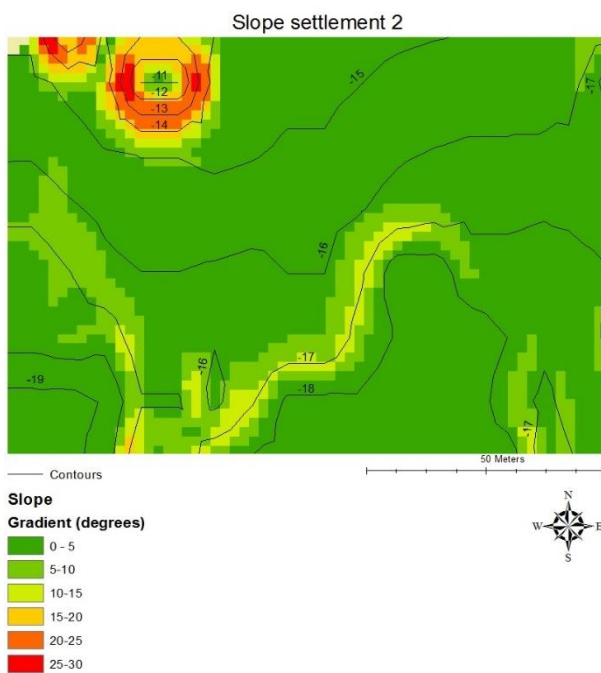 Slope settlement 2
-11
-12
-13
-14
-15
-17
-16
-16
-17
-18
-19
-17
Contours
50 Meters
Slope
Gradient (degrees)
0 - 5
5-10
10-15
15-20
20-25
25-30
N
W
E
S